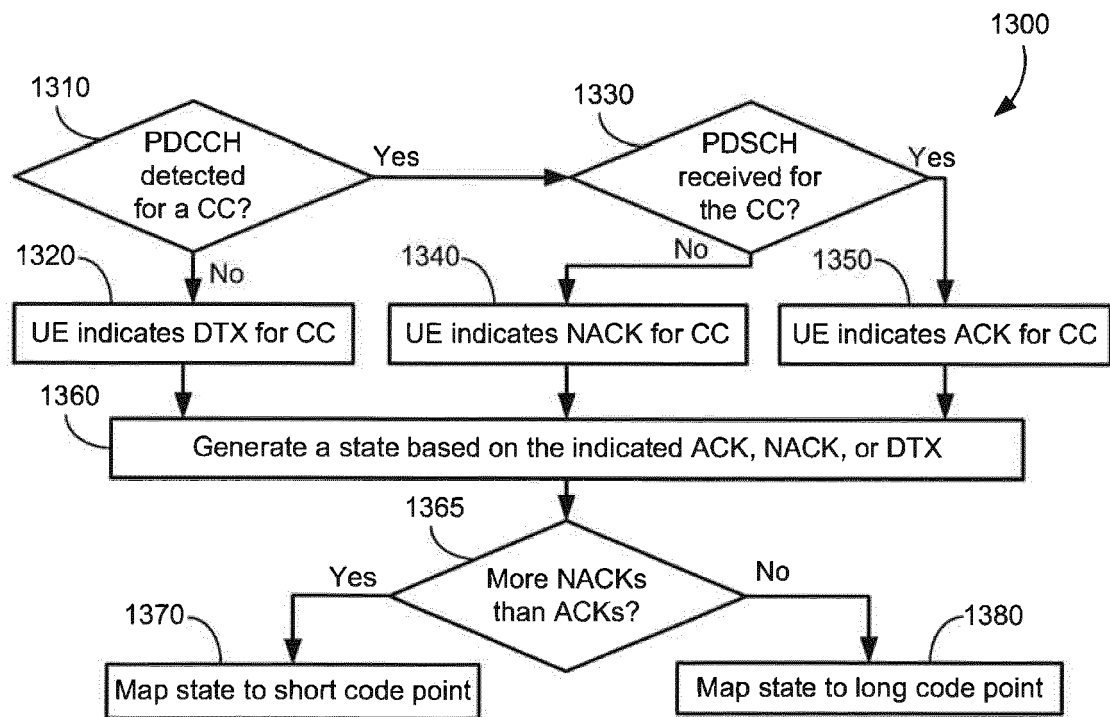 1300
1310
PDCCH
detected
for a CC?
Yes
1330
PDSCH
received for
the CC?
Yes
1320
No
1340
No
1350
UE indicates DTX for CC
UE indicates NACK for CC
UE indicates ACK for CC
1360
Generate a state based on the indicated ACK, NACK, or DTX
1365
More NACKs
than ACKs?
Yes
No
1370
1380
Map state to short code point
Map state to long code point